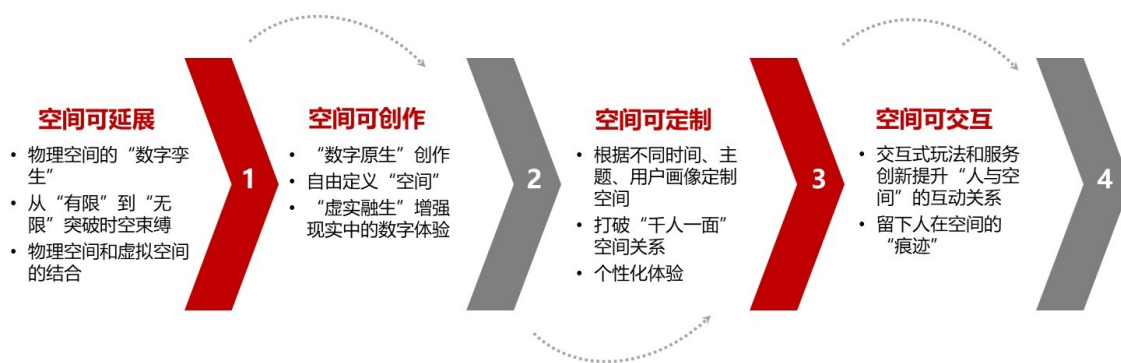 空间可延展
• 物理空间的“数字孪
生”
• 从“有限”到“无
限”突破时空束缚
• 物理空间和虚拟空间
的结合
1
空间可创作
• “数字原生”创作
• 自由定义“空间”
• “虚实融生”增强
现实中的数字体验
2
空间可定制
• 根据不同时间、主
题、用户画像定制
空间
• 打破“千人一面”
空间关系
• 个性化体验
3
空间可交互
• 交互式玩法和服务
创新提升“人与空
间”的互动关系
• 留下人在空间的
“痕迹”
4